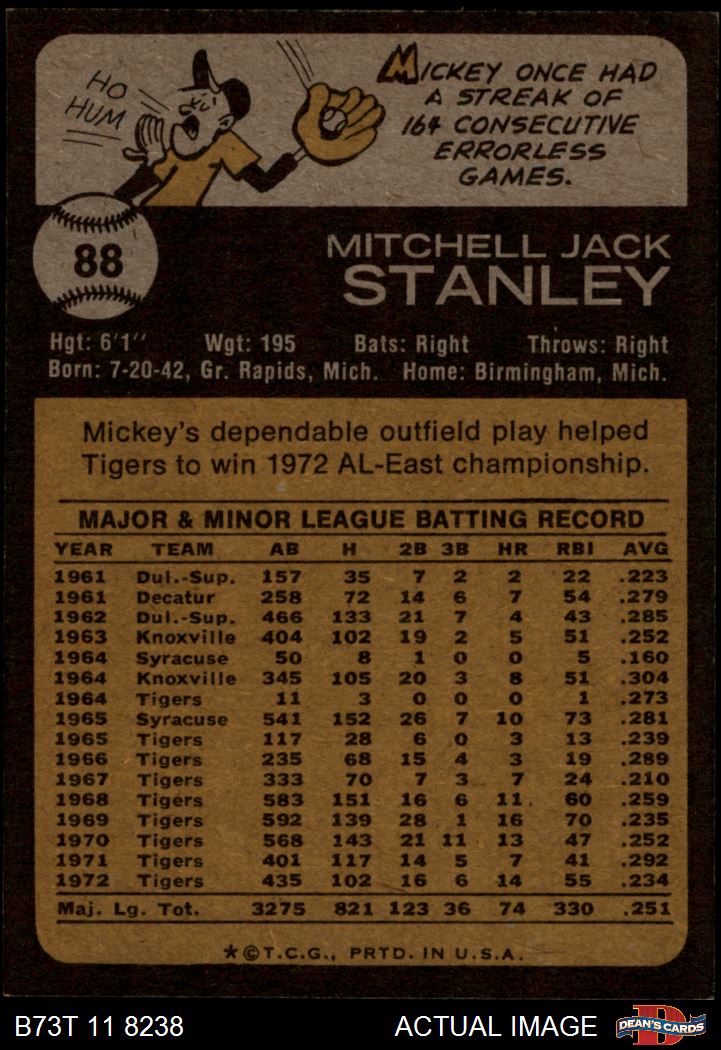 HO
HUM
MICKEY ONCE HAD
A STREAK OF
164 CONSECUTIVE
ERRORLESS
GAMES.
88
MITCHELL JACK
STANLEY
Hgt: 6'1" Wgt: 195 Bats: Right Throws: Right
Born: 7-20-42, Gr. Rapids, Mich. Home: Birmingham, Mich.
Mickey's dependable outfield play helped
Tigers to win 1972 AL-East championship.
MAJOR & MINOR LEAGUE BATTING RECORD
YEAR TEAM AB H 2B 3B HR RBI AVG
1961 Dul.-Sup. 157 35 7 2 2 22 .223
1961 Decatur 258 72 14 6 7 54 .279
1962 Dul.-Sup. 466 133 21 7 4 43 .285
1963 Knoxville 404 102 19 2 5 51 .252
1964 Syracuse 50 8 1 0 0 5 .160
1964 Knoxville 345 105 20 3 8 51 .304
1964 Tigers 11 3 0 0 0 1 .273
1965 Syracuse 541 152 26 7 10 73 .281
1965 Tigers 117 28 6 0 3 13 .239
1966 Tigers 235 68 15 4 3 19 .289
1967 Tigers 333 70 7 3 7 24 .210
1968 Tigers 583 151 16 6 11 60 .259
1969 Tigers 592 139 28 1 16 70 .235
1970 Tigers 568 143 21 11 13 47 .252
1971 Tigers 401 117 14 5 7 41 .292
1972 Tigers 435 102 16 6 14 55 .234
Maj. Lg. Tot. 3275 821 123 36 74 330 .251
*©T.C.G., PRTD. IN U.S.A.
B73T 11 8238 ACTUAL IMAGE D DEAN'S CARDS